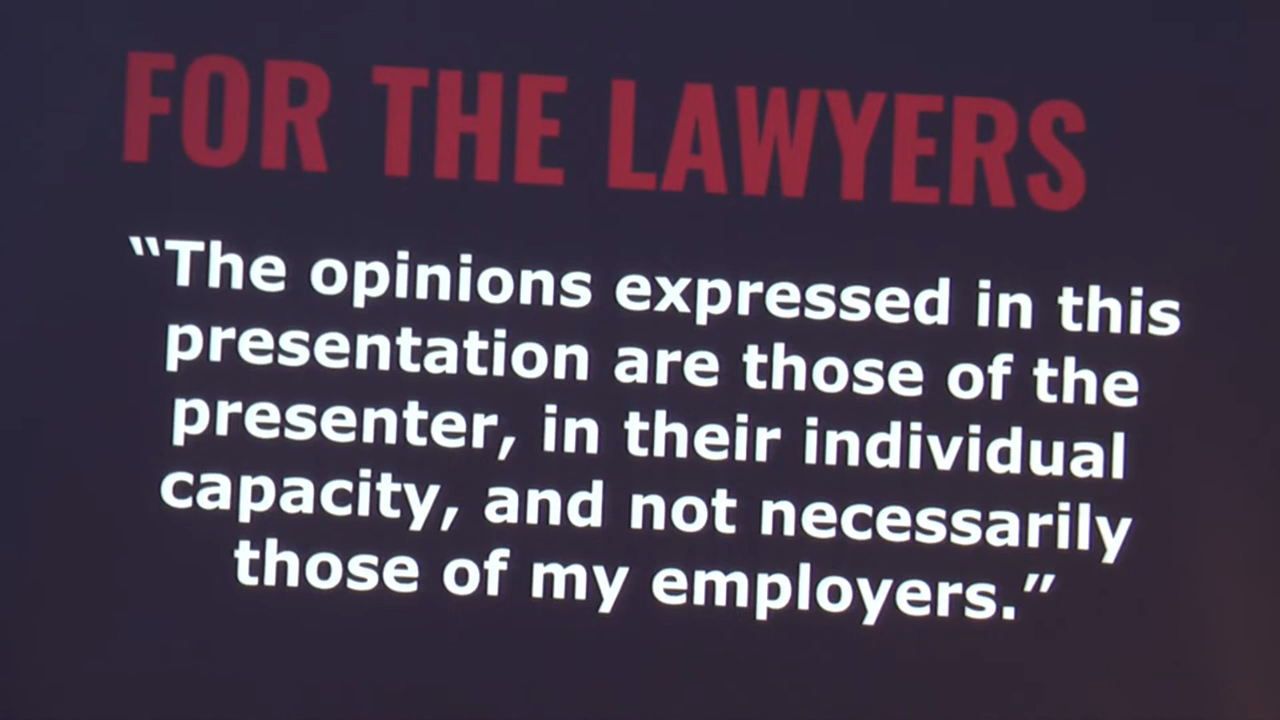 FOR THE LAWYERS
“The opinions expressed in this
presentation are those of the
presenter, in their individual
capacity, and not necessarily
those of my employers.”